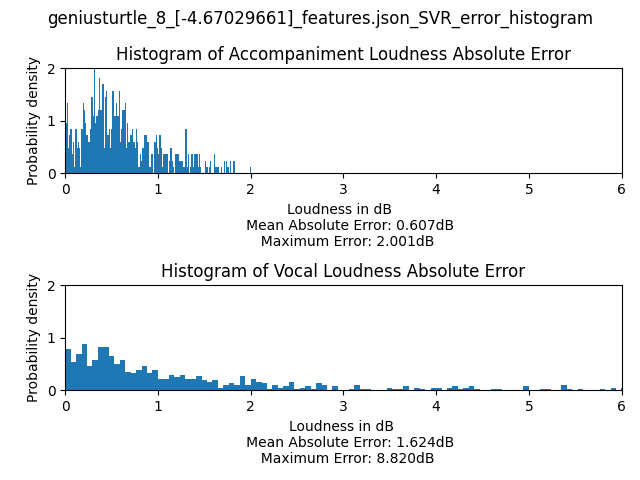 geniusturtle_8_[-4.67029661]_features.json_SVR_error_histogram
Histogram of Accompaniment Loudness Absolute Error
Probability density
2
1
0
0 1 2 3 4 5 6
Loudness in dB
Mean Absolute Error: 0.607dB
Maximum Error: 2.001dB
Histogram of Vocal Loudness Absolute Error
Probability density
2
1
0
0 1 2 3 4 5 6
Loudness in dB
Mean Absolute Error: 1.624dB
Maximum Error: 8.820dB